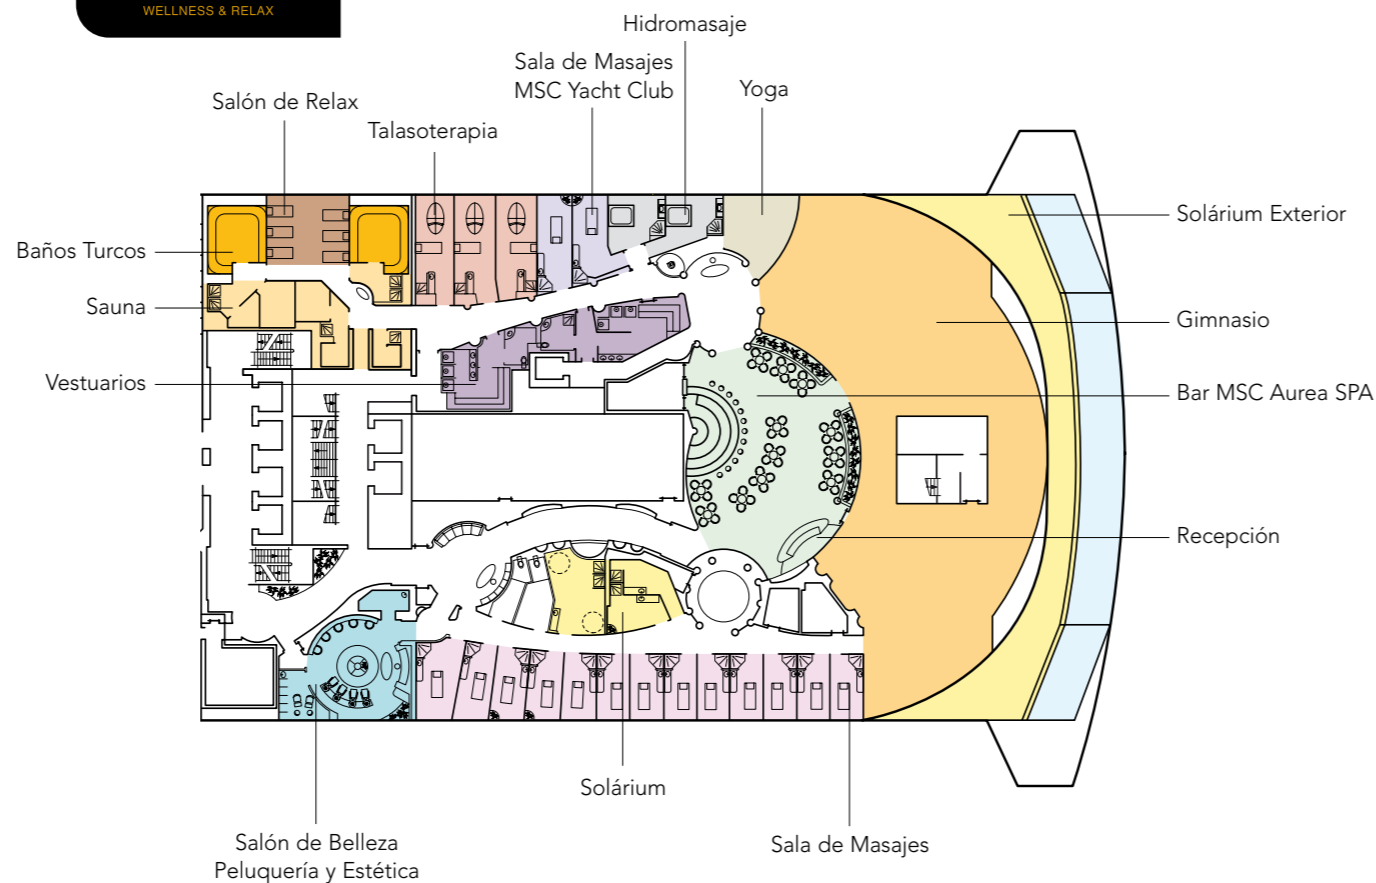 WELLNESS & RELAX
Hidromasaje
Sala de Masajes
MSC Yacht Club
Yoga
Salón de Relax
Talasoterapia
Solárium Exterior
Baños Turcos
Sauna
Gimnasio
Vestuarios
Bar MSC Aurea SPA
Recepción
Solárium
Salón de Belleza
Peluquería y Estética
Sala de Masajes